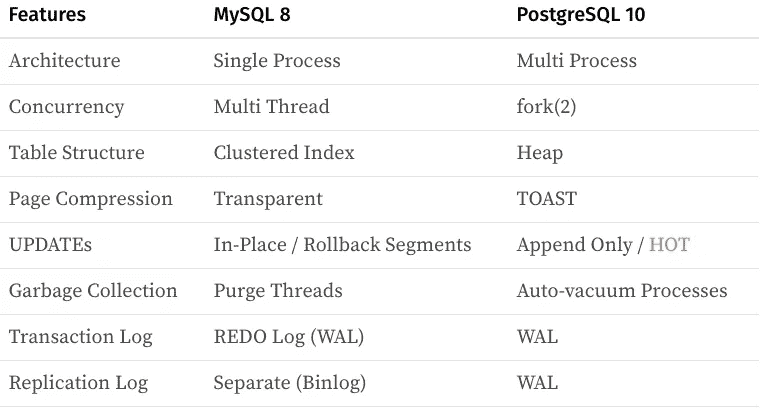 Features MySQL 8 PostgreSQL 10
Architecture Single Process Multi Process
Concurrency Multi Thread fork(2)
Table Structure Clustered Index Heap
Page Compression Transparent TOAST
UPDATEs In-Place / Rollback Segments Append Only / HOT
Garbage Collection Purge Threads Auto-vacuum Processes
Transaction Log REDO Log (WAL) WAL
Replication Log Separate (Binlog) WAL